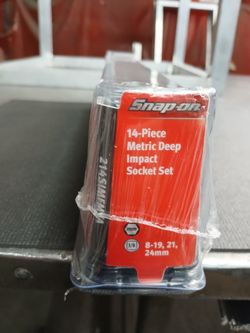 Snap-on
14-Piece
Metric Deep
Impact
Socket Set
8-19, 21,
24mm